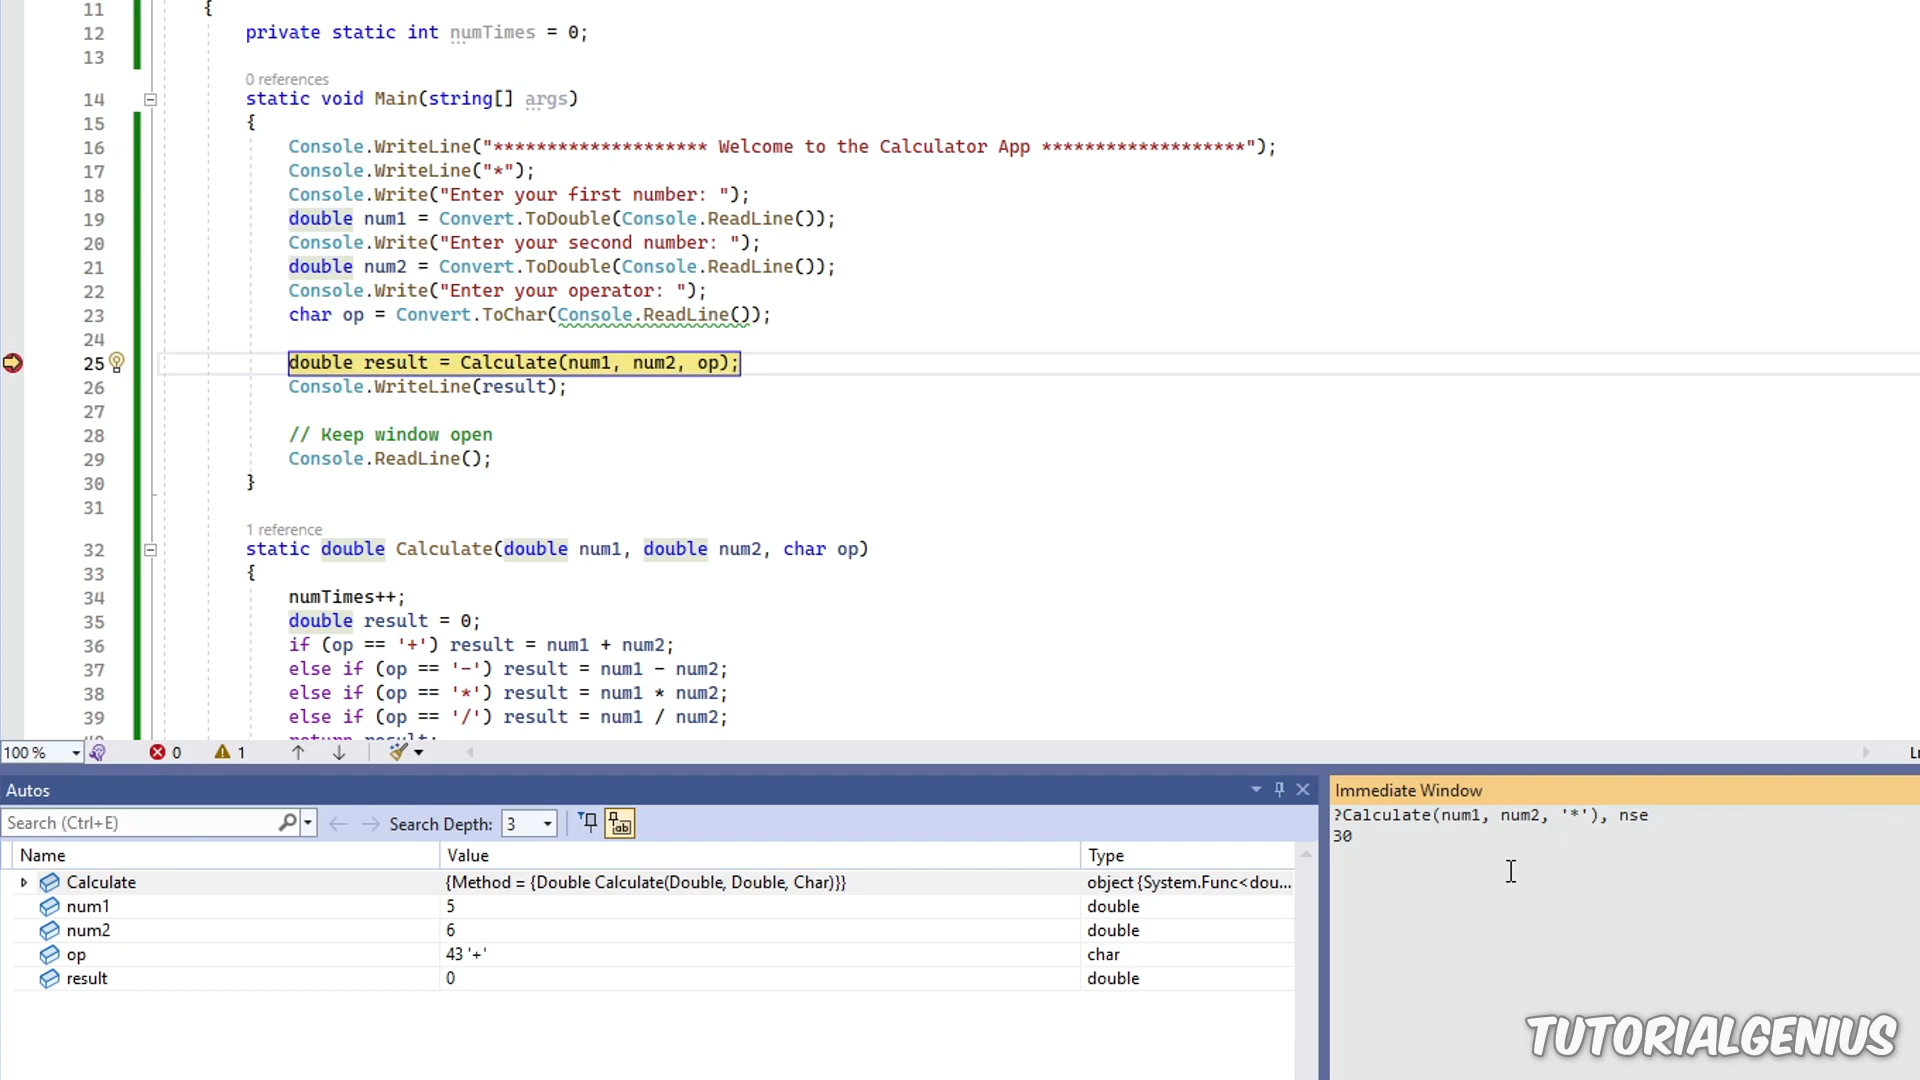 11 {
12 private static int numTimes = 0;
13
0 references
14 static void Main(string[] args)
15 {
16 Console.WriteLine("******************** Welcome to the Calculator App *******************");
17 Console.WriteLine("*");
18 Console.Write("Enter your first number: ");
19 double num1 = Convert.ToDouble(Console.ReadLine());
20 Console.Write("Enter your second number: ");
21 double num2 = Convert.ToDouble(Console.ReadLine());
22 Console.Write("Enter your operator: ");
23 char op = Convert.ToChar(Console.ReadLine());
24
25 double result = Calculate(num1, num2, op);
26 Console.WriteLine(result);
27
28 // Keep window open
29 Console.ReadLine();
30 }
31
1 reference
32 static double Calculate(double num1, double num2, char op)
33 {
34 numTimes++;
35 double result = 0;
36 if (op == '+') result = num1 + num2;
37 else if (op == '-') result = num1 - num2;
38 else if (op == '*') result = num1 * num2;
39 else if (op == '/') result = num1 / num2;
return result;
100 % 0 1
Autos
Search (Ctrl+E) Search Depth: 3
Name Value Type
Calculate {Method = {Double Calculate(Double, Double, Char)}} object {System.Func<dou...
num1 5 double
num2 6 double
op 43 '+' char
result 0 double
Immediate Window
?Calculate(num1, num2, '*'), nse
30
TUTORIALGENIUS